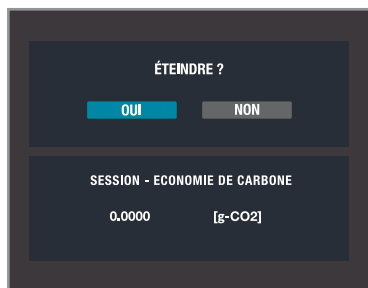 ÉTEINDRE ?
OUI NON
SESSION - ECONOMIE DE CARBONE
0.0000 [g-CO2]